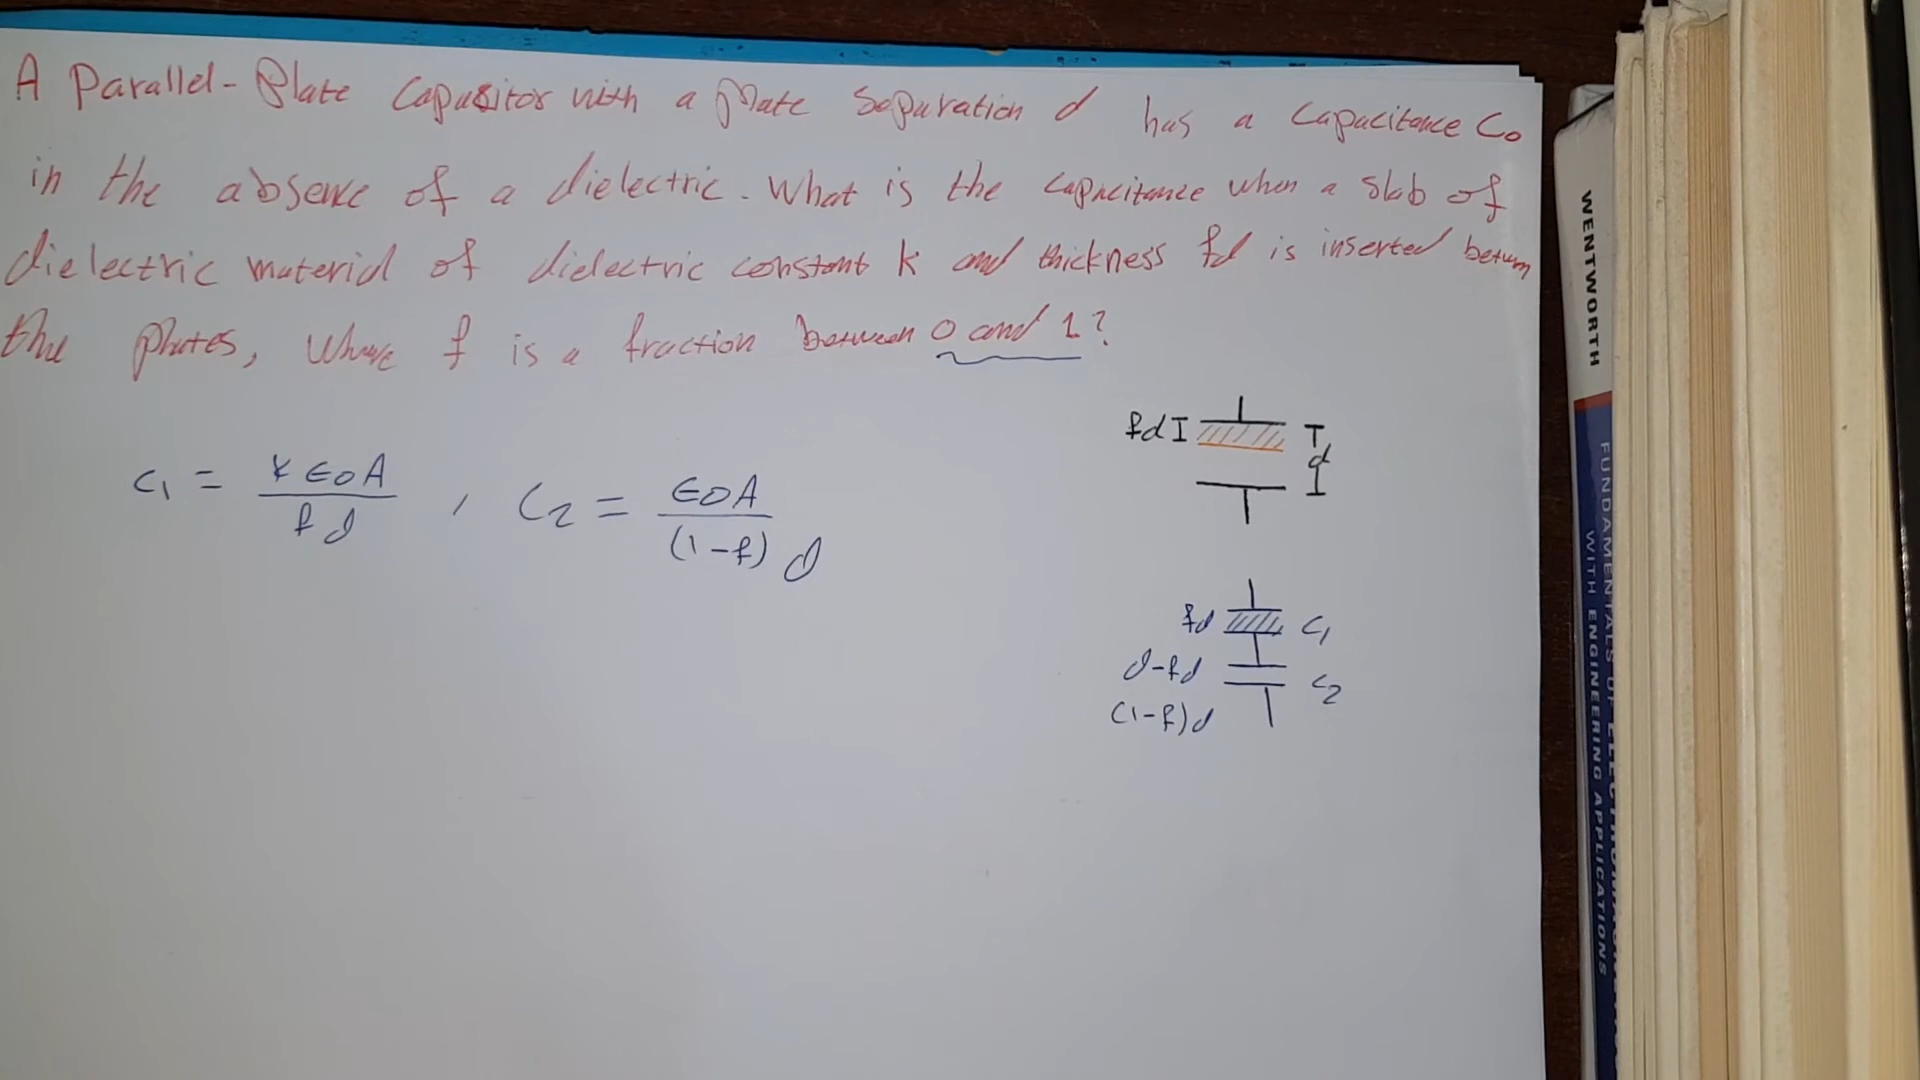 A Parallel-Plate Capacitor with a plate Separation d has a Capacitance C₀
in the absence of a dielectric. What is the capacitance when a slab of
dielectric material of dielectric constant k and thickness fd is inserted between
the plates, where f is a fraction between 0 and 1?
C₁ = K ϵ₀A / fd , C₂ = ϵ₀A / (1-f) d
fd
d
fd C₁
d-fd C₂
(1-f)d
WENTWORTH
FUNDAMENTALS OF
WITH ENGINEERING APPLICATIONS